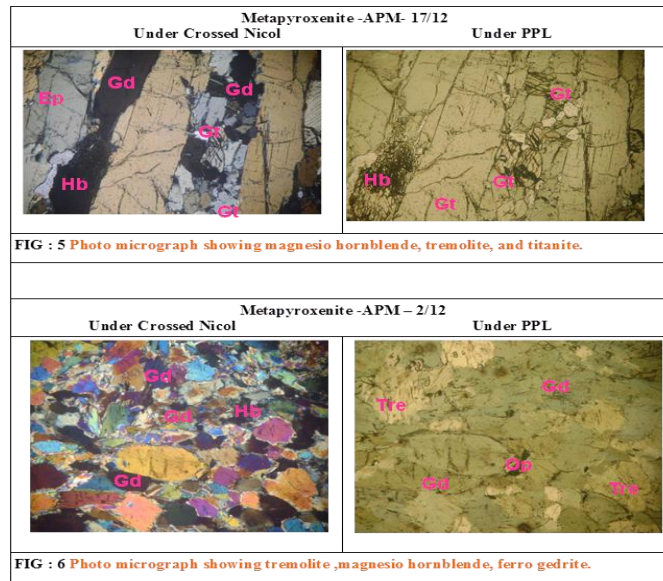 Metapyroxenite -APM- 17/12
Under Crossed Nicol
Under PPL
Gd
Gd
Ep
Gt
Hb
Gt
Gt
Hb
Gt
Gt
FIG : 5 Photo micrograph showing magnesio hornblende, tremolite, and titanite.
Metapyroxenite -APM – 2/12
Under Crossed Nicol
Under PPL
Gd
Gd
Hb
Gd
Gd
Tre
Op
Gd
Tre
FIG : 6 Photo micrograph showing tremolite ,magnesio hornblende, ferro gedrite.